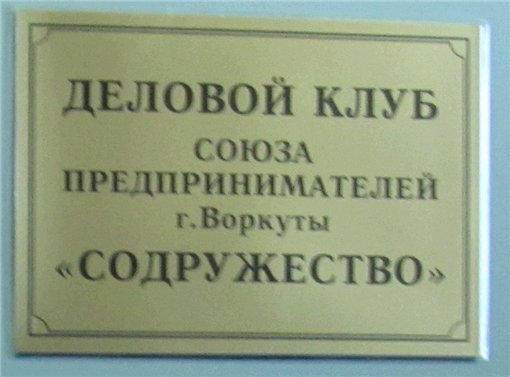 ДЕЛОВОЙ КЛУБ
СОЮЗА
ПРЕДПРИНИМАТЕЛЕЙ
г.Воркуты
«СОДРУЖЕСТВО»